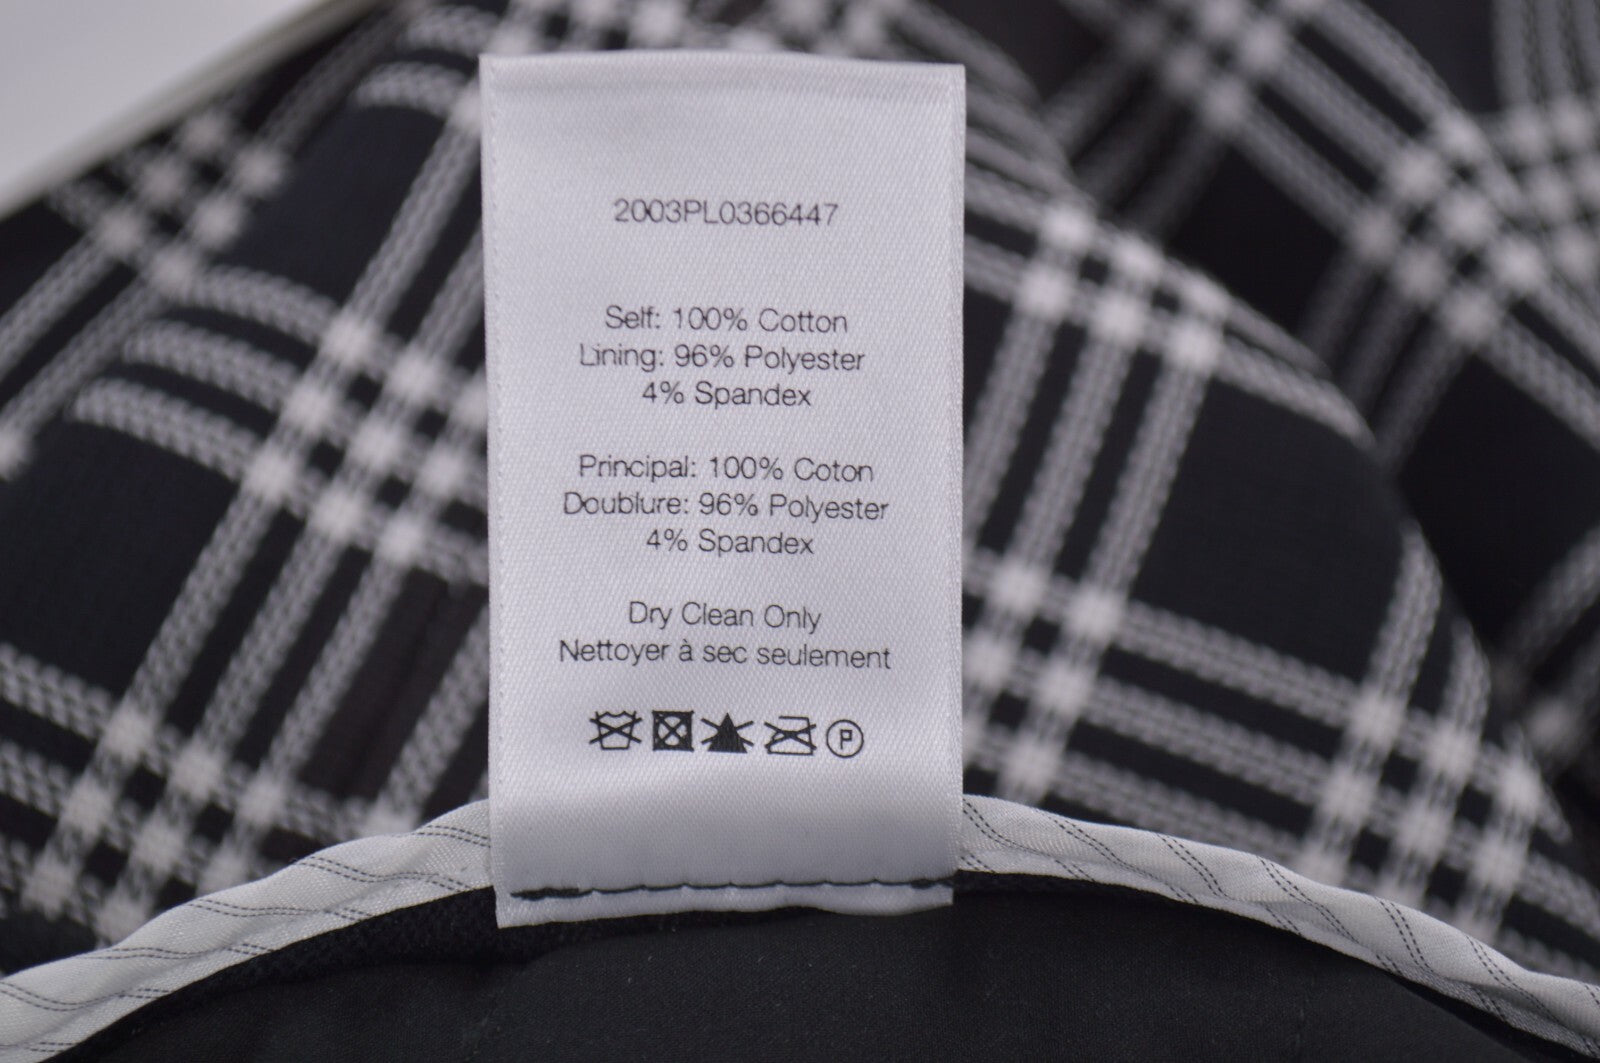 2003PL0366447
Self: 100% Cotton
Lining: 96% Polyester
4% Spandex
Principal: 100% Coton
Doublure: 96% Polyester
4% Spandex
Dry Clean Only
Nettoyer à sec seulement
P